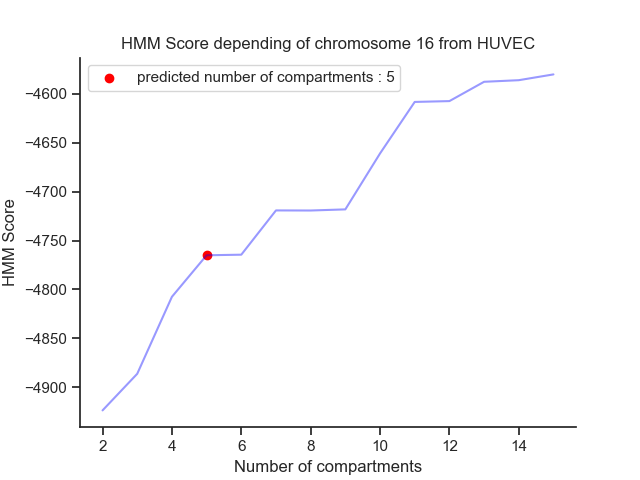 HMM Score depending of chromosome 16 from HUVEC
predicted number of compartments : 5
−4600
−4650
−4700
−4750
−4800
−4850
−4900
HMM Score
2 4 6 8 10 12 14
Number of compartments